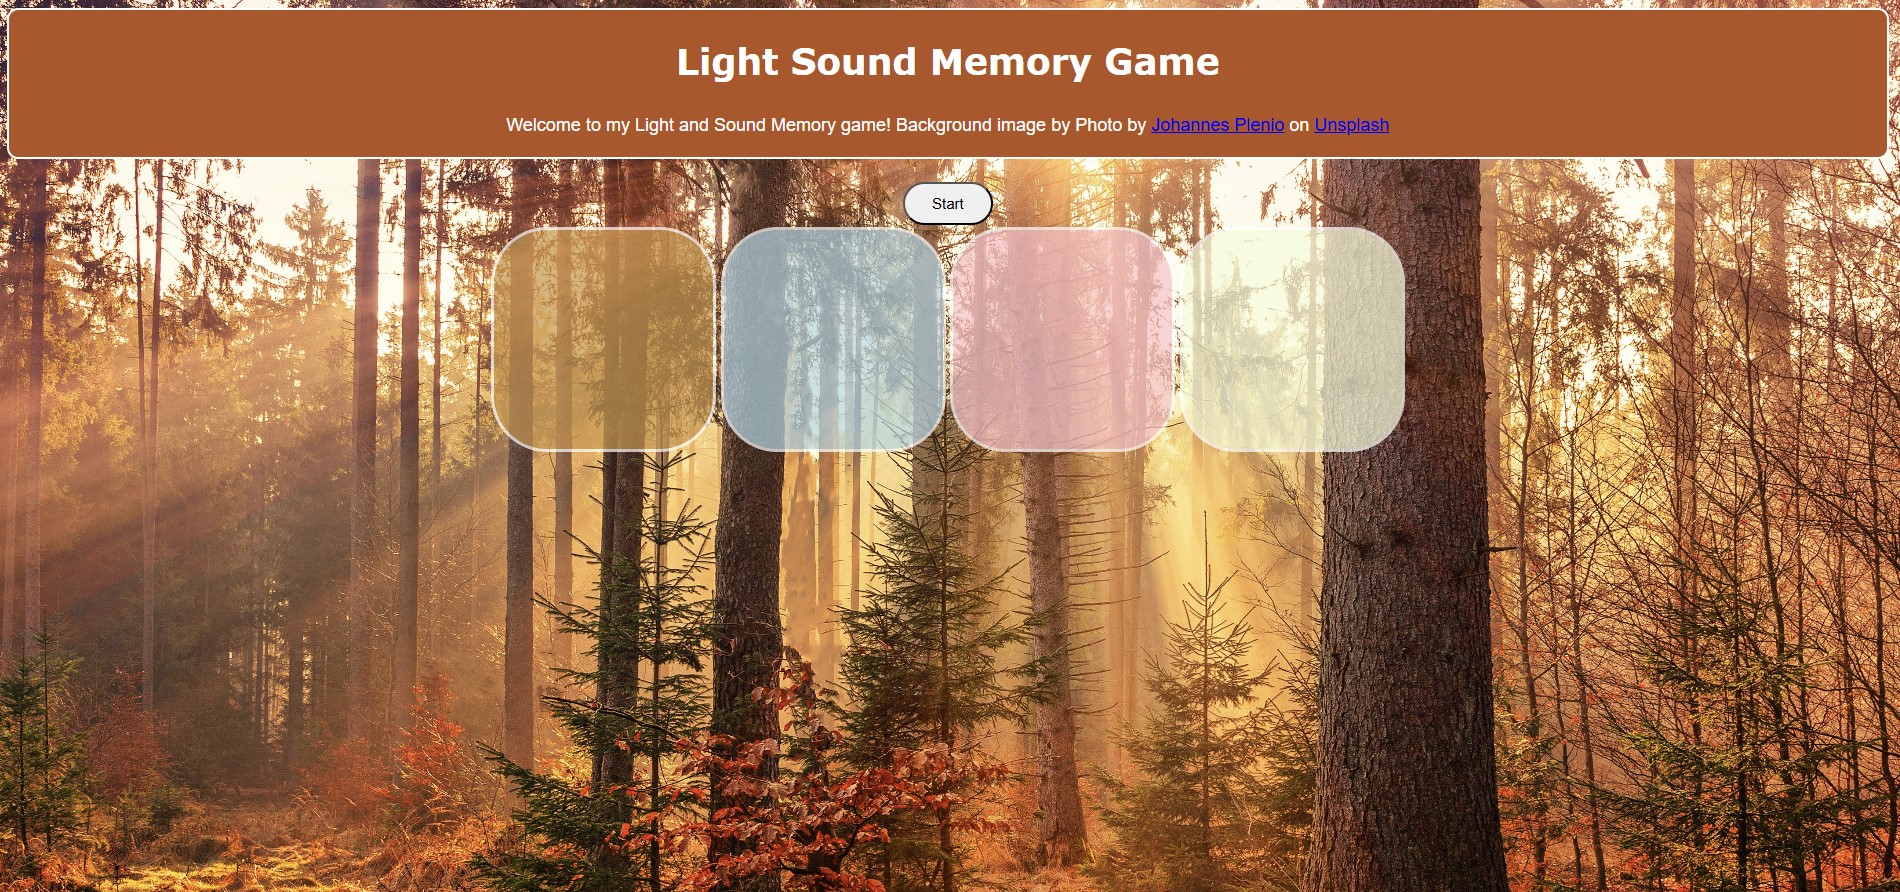 Light Sound Memory Game
Welcome to my Light and Sound Memory game! Background image by Photo by Johannes Plenio on Unsplash
Start